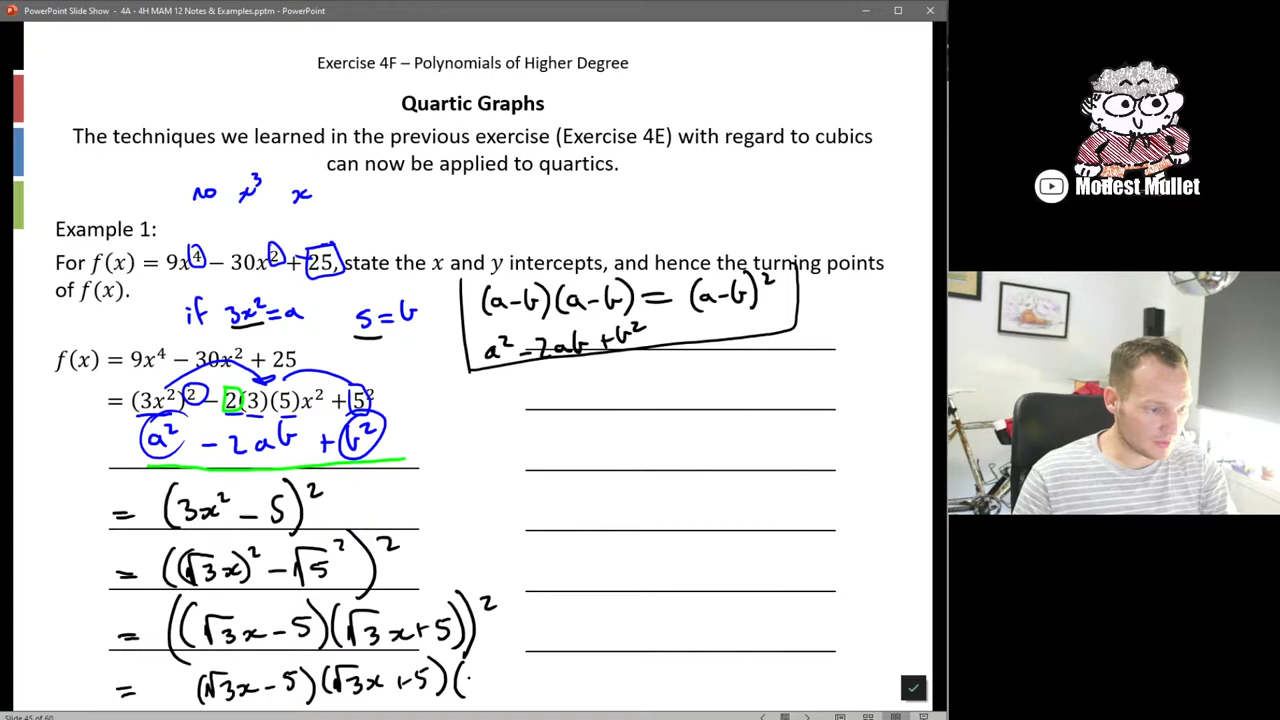 PowerPoint Slide Show - 4A - 4H MAM 12 Notes & Examples.pptm - PowerPoint
Exercise 4F – Polynomials of Higher Degree
Quartic Graphs
The techniques we learned in the previous exercise (Exercise 4E) with regard to cubics
can now be applied to quartics.
no x³ x
Modest Mullet
Example 1:
For f(x) = 9x⁴ − 30x² + 25, state the x and y intercepts, and hence the turning points
of f(x).
if 3x² = a 5 = b
(a-b)(a-b) = (a-b)²
a² - 2ab + b²
f(x) = 9x⁴ − 30x² + 25
= (3x²)² − 2(3)(5)x² + 5²
a² - 2ab + b²
= (3x² - 5)²
= ((√3x)² - √5²)²
= ((√3x - 5)(√3x + 5))²
= (√3x - 5)(√3x + 5)(
Slide 45 of 60